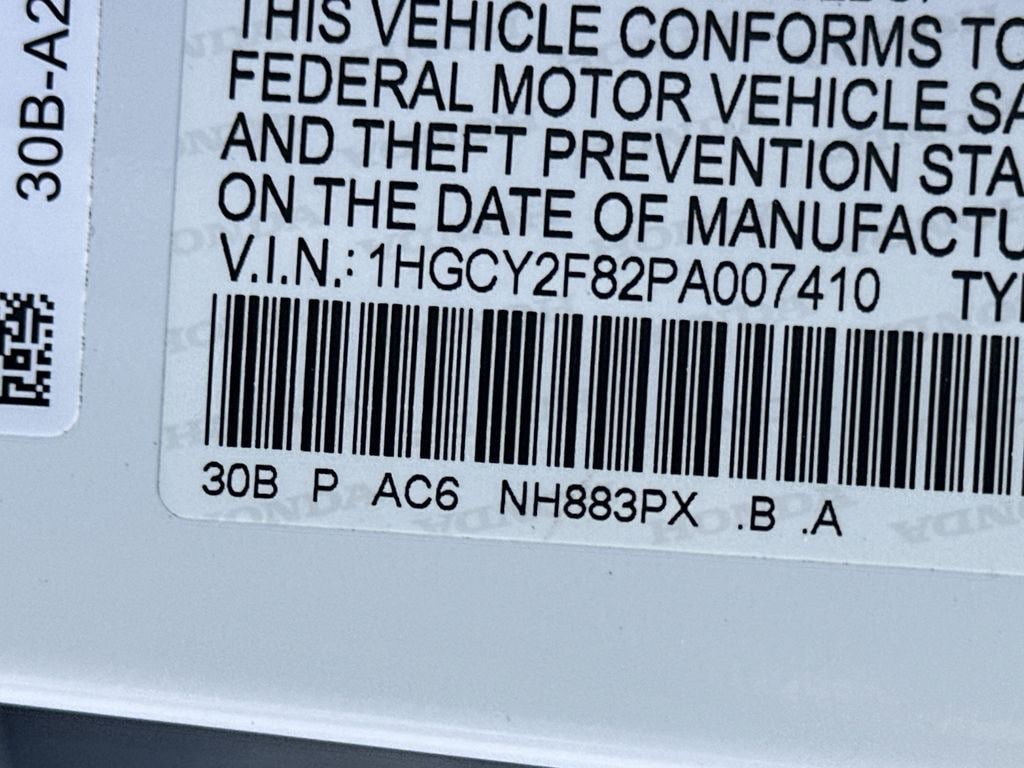 THIS VEHICLE CONFORMS TO
FEDERAL MOTOR VEHICLE SA
AND THEFT PREVENTION STA
ON THE DATE OF MANUFACTU
V.I.N.: 1HGCY2F82PA007410 TYP
30B P AC6 NH883PX .B .A
30B-A2